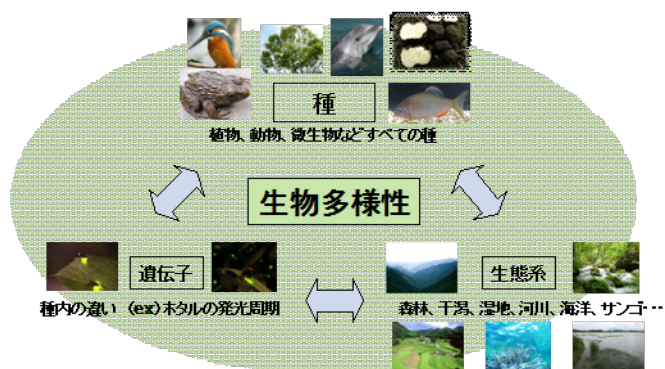 種
植物、動物、微生物などすべての種
生物多様性
遺伝子
種内の違い (ex)ホタルの発光周期
生態系
森林、干潟、湿地、河川、海洋、サンゴ…